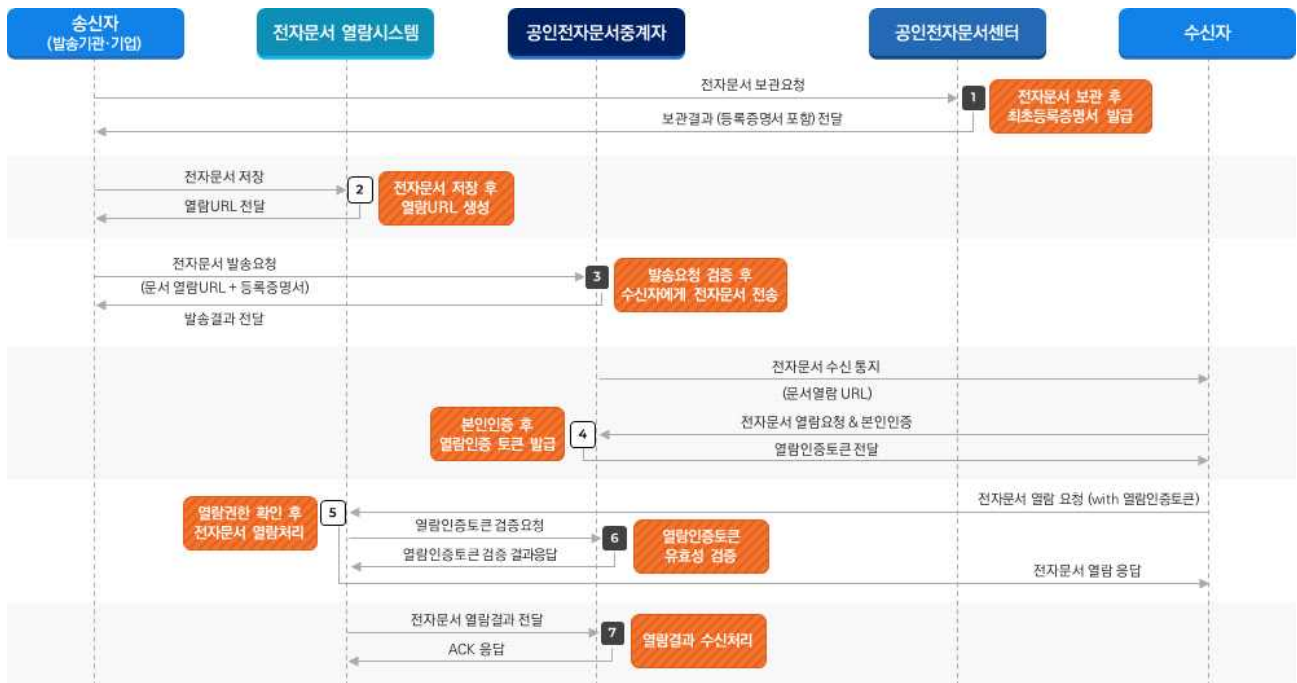 송신자
(발송기관·기업)
전자문서 열람시스템
공인전자문서중계자
공인전자문서센터
수신자
전자문서 보관요청
1
전자문서 보관 후
최초등록증명서 발급
보관결과 (등록증명서 포함) 전달
전자문서 저장
2
전자문서 저장 후
열람URL 생성
열람URL 전달
전자문서 발송요청
(문서 열람URL + 등록증명서)
3
발송요청 검증 후
수신자에게 전자문서 전송
발송결과 전달
전자문서 수신 통지
(문서열람 URL)
본인인증 후
열람인증 토큰 발급
4
전자문서 열람요청 & 본인인증
열람인증토큰 전달
전자문서 열람 요청 (with 열람인증토큰)
열람권한 확인 후
전자문서 열람처리
5
열람인증토큰 검증요청
6
열람인증토큰
유효성 검증
열람인증토큰 검증 결과응답
전자문서 열람 응답
전자문서 열람결과 전달
7
열람결과 수신처리
ACK 응답